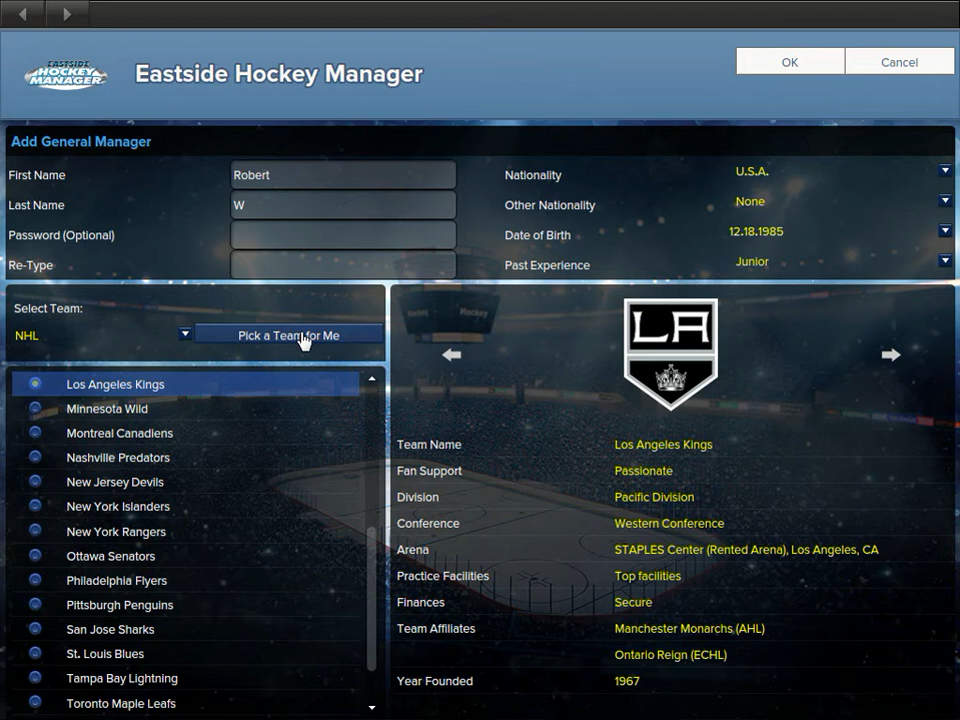 EASTSIDE
HOCKEY
MANAGER
Eastside Hockey Manager
OK
Cancel
Add General Manager
First Name
Robert
Nationality
U.S.A.
Last Name
W
Other Nationality
None
Password (Optional)
Date of Birth
12.18.1985
Re-Type
Past Experience
Junior
Select Team:
NHL
Pick a Team for Me
LA
Los Angeles Kings
Minnesota Wild
Montreal Canadiens
Nashville Predators
New Jersey Devils
New York Islanders
New York Rangers
Ottawa Senators
Philadelphia Flyers
Pittsburgh Penguins
San Jose Sharks
St. Louis Blues
Tampa Bay Lightning
Toronto Maple Leafs
Team Name
Los Angeles Kings
Fan Support
Passionate
Division
Pacific Division
Conference
Western Conference
Arena
STAPLES Center (Rented Arena), Los Angeles, CA
Practice Facilities
Top facilities
Finances
Secure
Team Affiliates
Manchester Monarchs (AHL)
Ontario Reign (ECHL)
Year Founded
1967